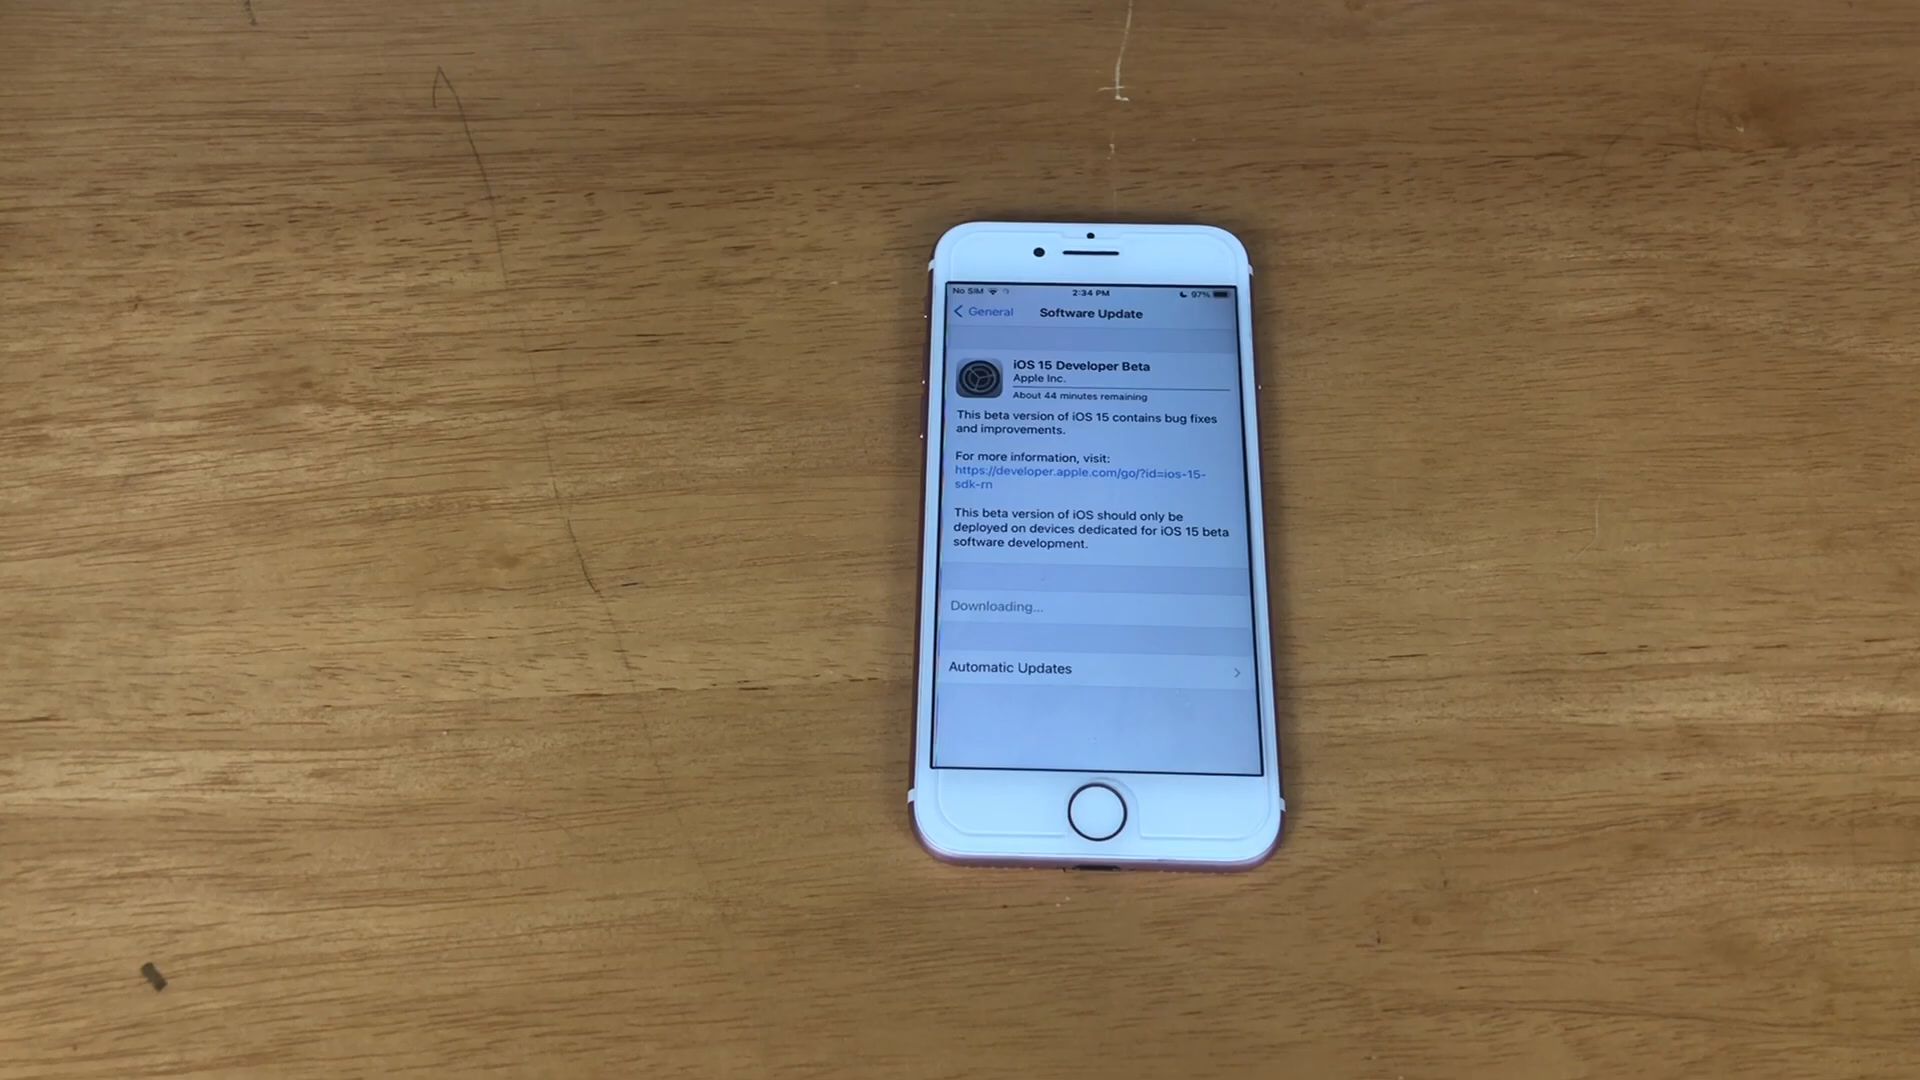 No SIM 2:34 PM 97%
General Software Update
iOS 15 Developer Beta
Apple Inc.
About 44 minutes remaining
This beta version of iOS 15 contains bug fixes
and improvements.
For more information, visit:
https://developer.apple.com/go/?id=ios-15-
sdk-rn
This beta version of iOS should only be
deployed on devices dedicated for iOS 15 beta
software development.
Downloading...
Automatic Updates